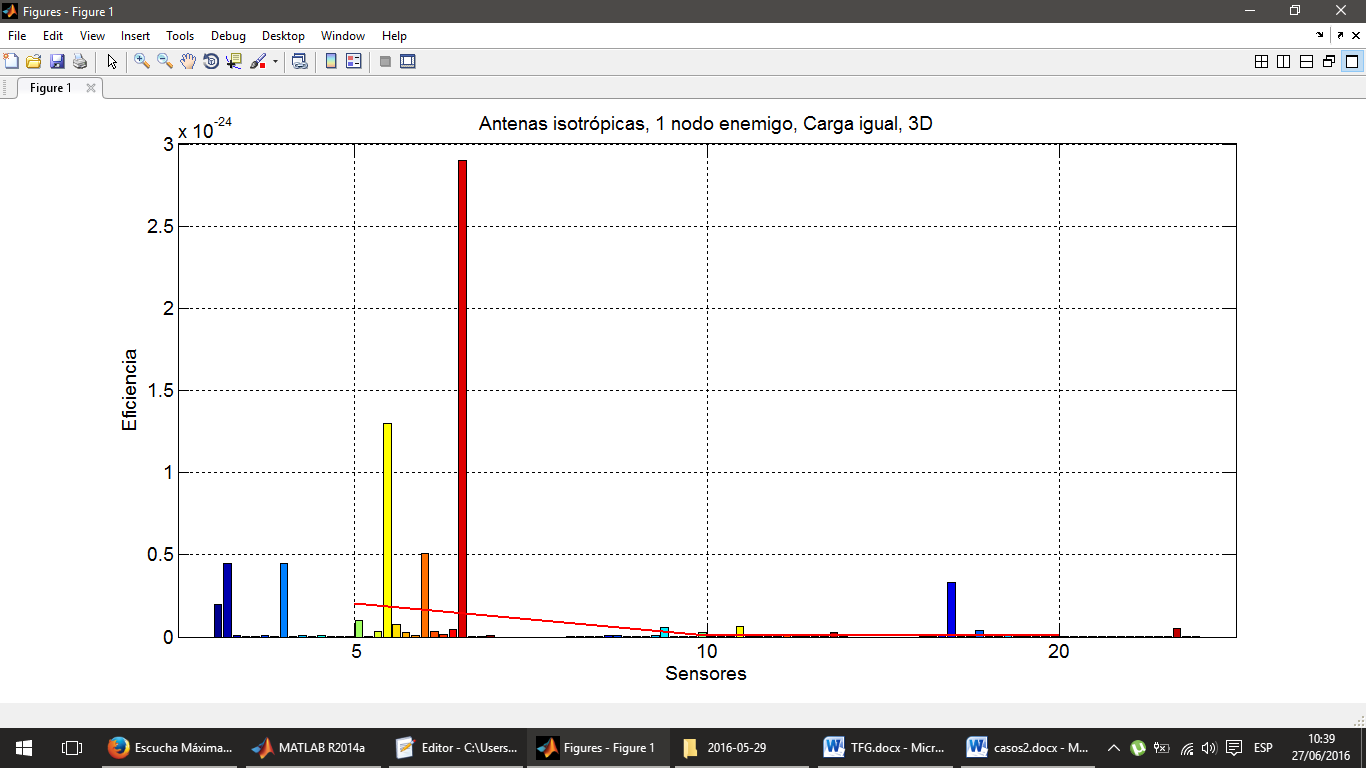 Figures - Figure 1
File Edit View Insert Tools Debug Desktop Window Help
Figure 1
x 10-24
Antenas isotrópicas, 1 nodo enemigo, Carga igual, 3D
3
2.5
2
1.5
1
0.5
0
Eficiencia
5 10 20
Sensores
Escucha Máxima... MATLAB R2014a Editor - C:\Users... Figures - Figure 1 2016-05-29 TFG.docx - Micr... casos2.docx - M... ESP 10:39
27/06/2016